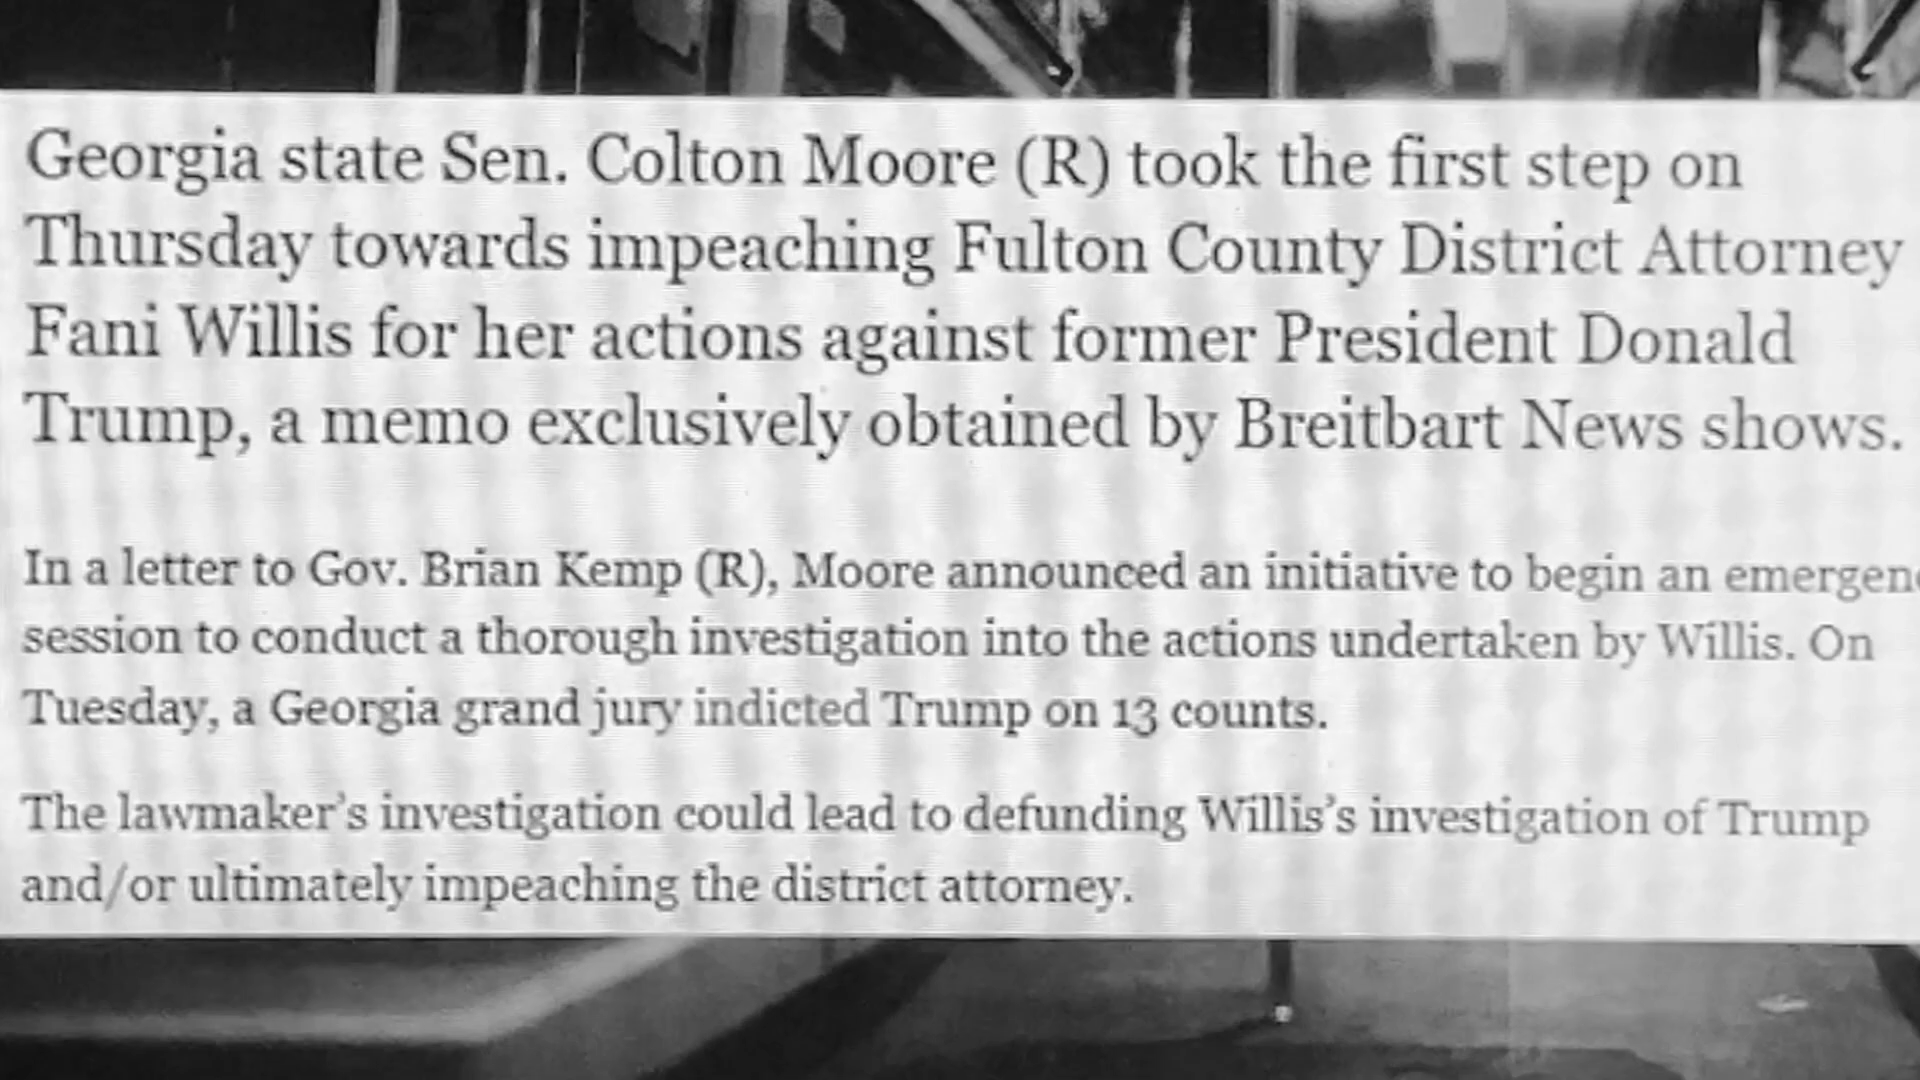 Georgia state Sen. Colton Moore (R) took the first step on
Thursday towards impeaching Fulton County District Attorney
Fani Willis for her actions against former President Donald
Trump, a memo exclusively obtained by Breitbart News shows.
In a letter to Gov. Brian Kemp (R), Moore announced an initiative to begin an emergenc
session to conduct a thorough investigation into the actions undertaken by Willis. On
Tuesday, a Georgia grand jury indicted Trump on 13 counts.
The lawmaker's investigation could lead to defunding Willis's investigation of Trump
and/or ultimately impeaching the district attorney.